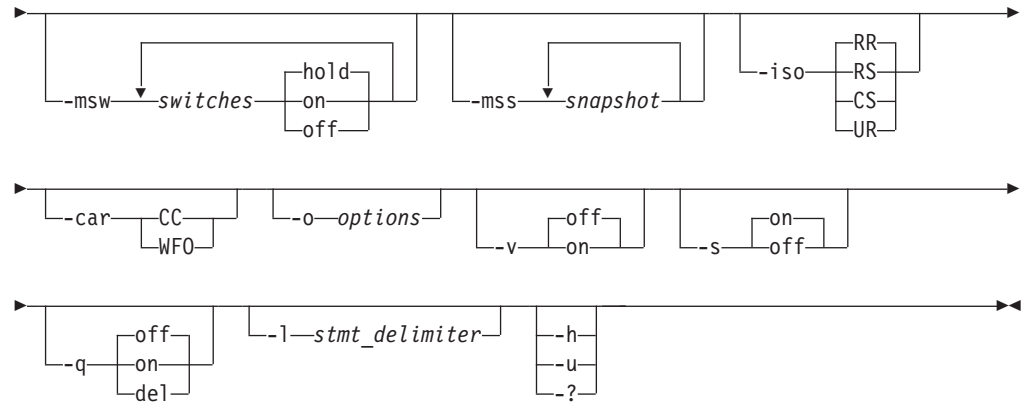 -msw switches hold on off
-mss snapshot
-iso RR RS CS UR
-car CC WFO
-o options
-v off on
-s on off
-q off on del
-l stmt_delimiter
-h -u -?